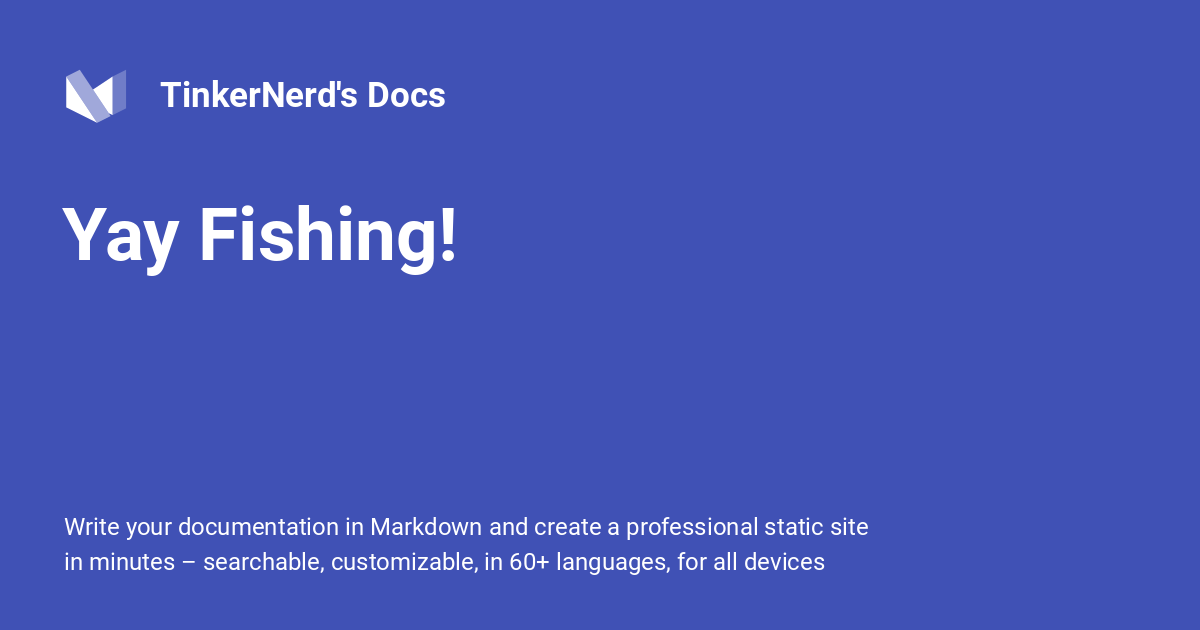 TinkerNerd's Docs
Yay Fishing!
Write your documentation in Markdown and create a professional static site
in minutes – searchable, customizable, in 60+ languages, for all devices